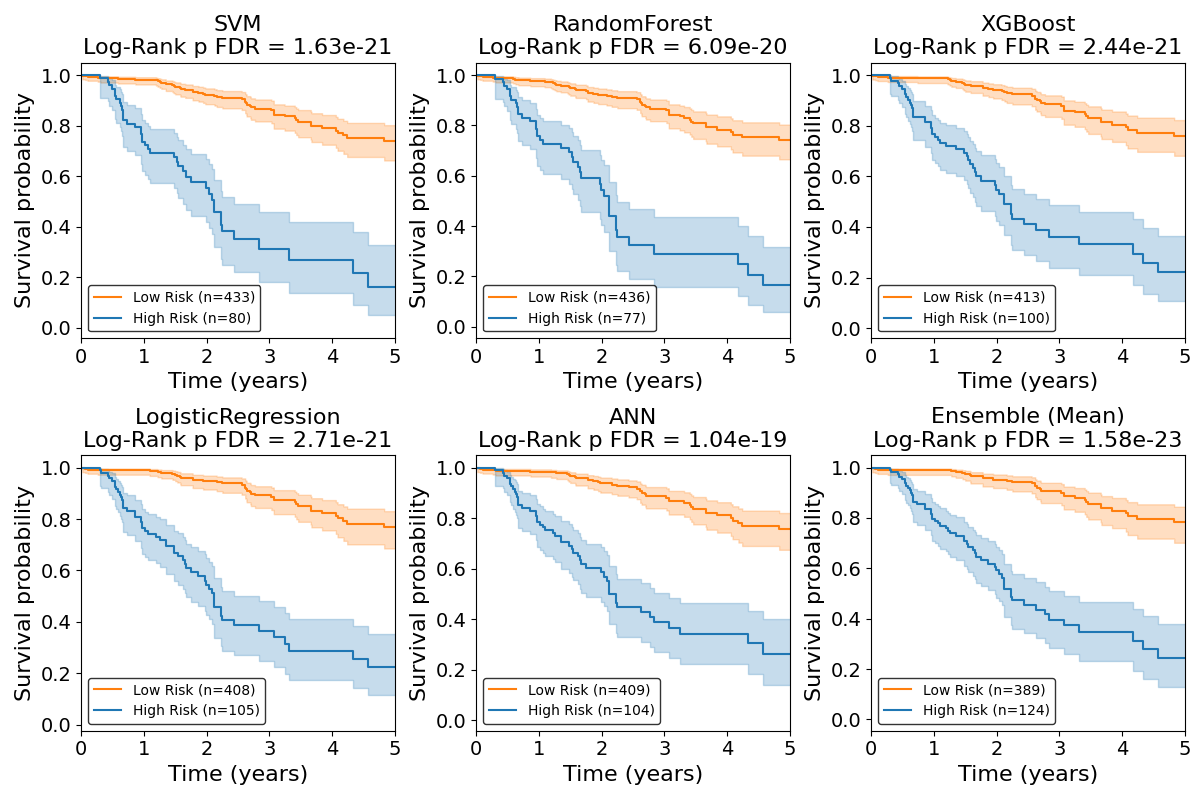 SVM
Log-Rank p FDR = 1.63e-21
Survival probability
1.0
0.8
0.6
0.4
0.2
0.0
Low Risk (n=433)
High Risk (n=80)
0 1 2 3 4 5
Time (years)
RandomForest
Log-Rank p FDR = 6.09e-20
Survival probability
1.0
0.8
0.6
0.4
0.2
0.0
Low Risk (n=436)
High Risk (n=77)
0 1 2 3 4 5
Time (years)
XGBoost
Log-Rank p FDR = 2.44e-21
Survival probability
1.0
0.8
0.6
0.4
0.2
0.0
Low Risk (n=413)
High Risk (n=100)
0 1 2 3 4 5
Time (years)
LogisticRegression
Log-Rank p FDR = 2.71e-21
Survival probability
1.0
0.8
0.6
0.4
0.2
0.0
Low Risk (n=408)
High Risk (n=105)
0 1 2 3 4 5
Time (years)
ANN
Log-Rank p FDR = 1.04e-19
Survival probability
1.0
0.8
0.6
0.4
0.2
0.0
Low Risk (n=409)
High Risk (n=104)
0 1 2 3 4 5
Time (years)
Ensemble (Mean)
Log-Rank p FDR = 1.58e-23
Survival probability
1.0
0.8
0.6
0.4
0.2
0.0
Low Risk (n=389)
High Risk (n=124)
0 1 2 3 4 5
Time (years)